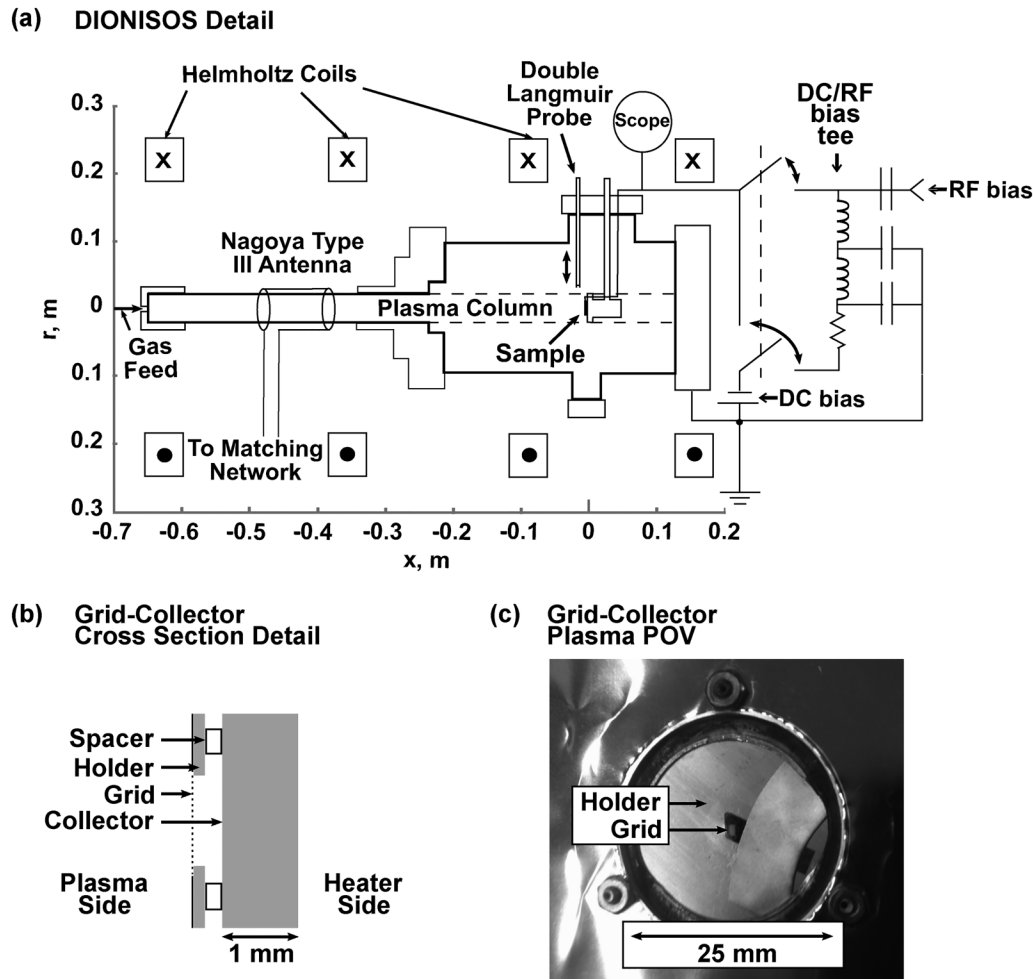 (a) DIONISOS Detail
Helmholtz Coils
Double
Langmuir
Probe
Scope
DC/RF
bias
tee
X
X
X
X
RF bias
0.3
0.2
0.1
0
0.1
0.2
0.3
r, m
Nagoya Type
III Antenna
Plasma Column
Gas
Feed
Sample
DC bias
To Matching
Network
-0.7 -0.6 -0.5 -0.4 -0.3 -0.2 -0.1 0 0.1 0.2
x, m
(b) Grid-Collector
Cross Section Detail
Spacer
Holder
Grid
Collector
Plasma
Side
Heater
Side
1 mm
(c) Grid-Collector
Plasma POV
Holder
Grid
25 mm